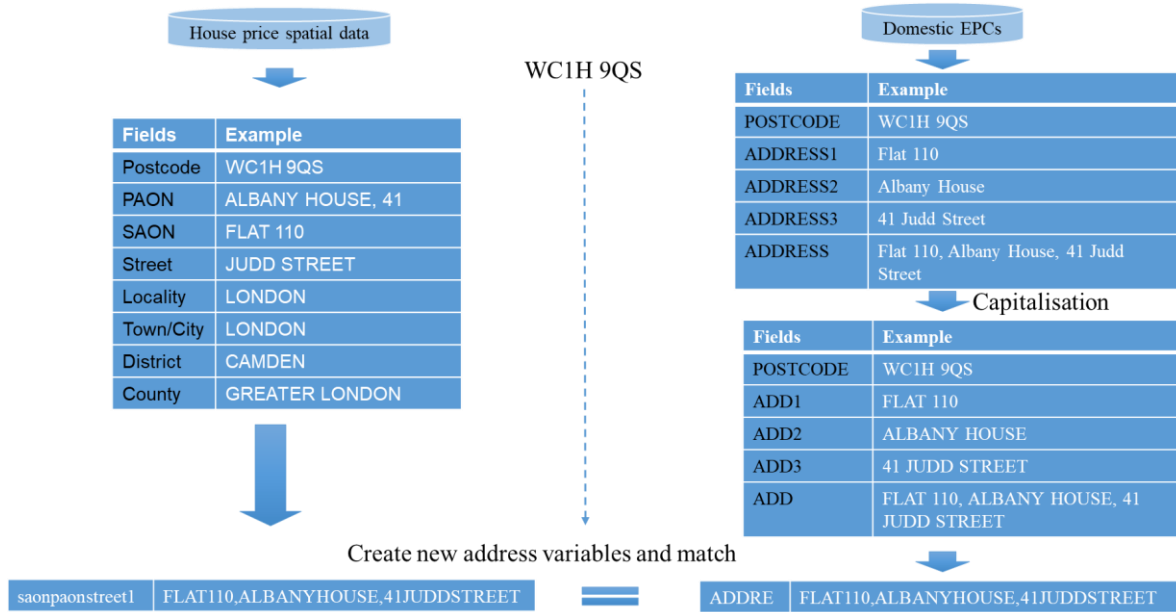 House price spatial data
Fields Example
Postcode WC1H 9QS
PAON ALBANY HOUSE, 41
SAON FLAT 110
Street JUDD STREET
Locality LONDON
Town/City LONDON
District CAMDEN
County GREATER LONDON
WC1H 9QS
Domestic EPCs
Fields Example
POSTCODE WC1H 9QS
ADDRESS1 Flat 110
ADDRESS2 Albany House
ADDRESS3 41 Judd Street
ADDRESS Flat 110, Albany House, 41 Judd
Street
Capitalisation
Fields Example
POSTCODE WC1H 9QS
ADD1 FLAT 110
ADD2 ALBANY HOUSE
ADD3 41 JUDD STREET
ADD FLAT 110, ALBANY HOUSE, 41
JUDD STREET
Create new address variables and match
saonpaonstreet1 FLAT110,ALBANYHOUSE,41JUDDSTREET
ADDRE FLAT110,ALBANYHOUSE,41JUDDSTREET